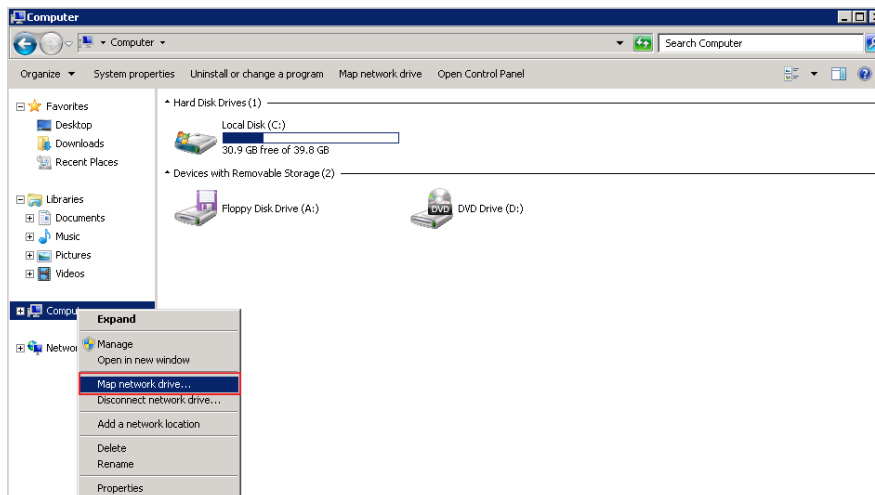 Computer
Computer
Search Computer
Organize System properties Uninstall or change a program Map network drive Open Control Panel
Favorites
Desktop
Downloads
Recent Places
Libraries
Documents
Music
Pictures
Videos
Compu
Networ
Hard Disk Drives (1)
Local Disk (C:)
30.9 GB free of 39.8 GB
Devices with Removable Storage (2)
Floppy Disk Drive (A:)
DVD
DVD Drive (D:)
Expand
Manage
Open in new window
Map network drive...
Disconnect network drive...
Add a network location
Delete
Rename
Properties